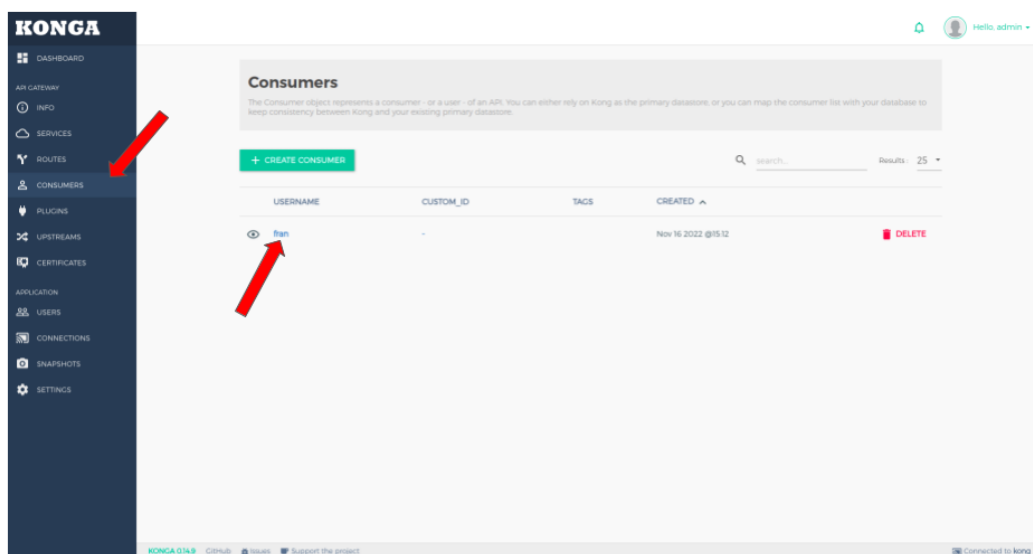 KONGA
Hello, admin
DASHBOARD
API GATEWAY
INFO
SERVICES
ROUTES
CONSUMERS
PLUGINS
UPSTREAMS
CERTIFICATES
APPLICATION
USERS
CONNECTIONS
SNAPSHOTS
SETTINGS
Consumers
The Consumer object represents a consumer - or a user - of an API. You can either rely on Kong as the primary datastore, or you can map the consumer list with your database to
keep consistency between Kong and your existing primary datastore.
+ CREATE CONSUMER
search...
Results: 25
USERNAME CUSTOM_ID TAGS CREATED
fran - Nov 16 2022 @15:12 DELETE
KONGA 0.14.9 GitHub Issues Support the project Connected to kong